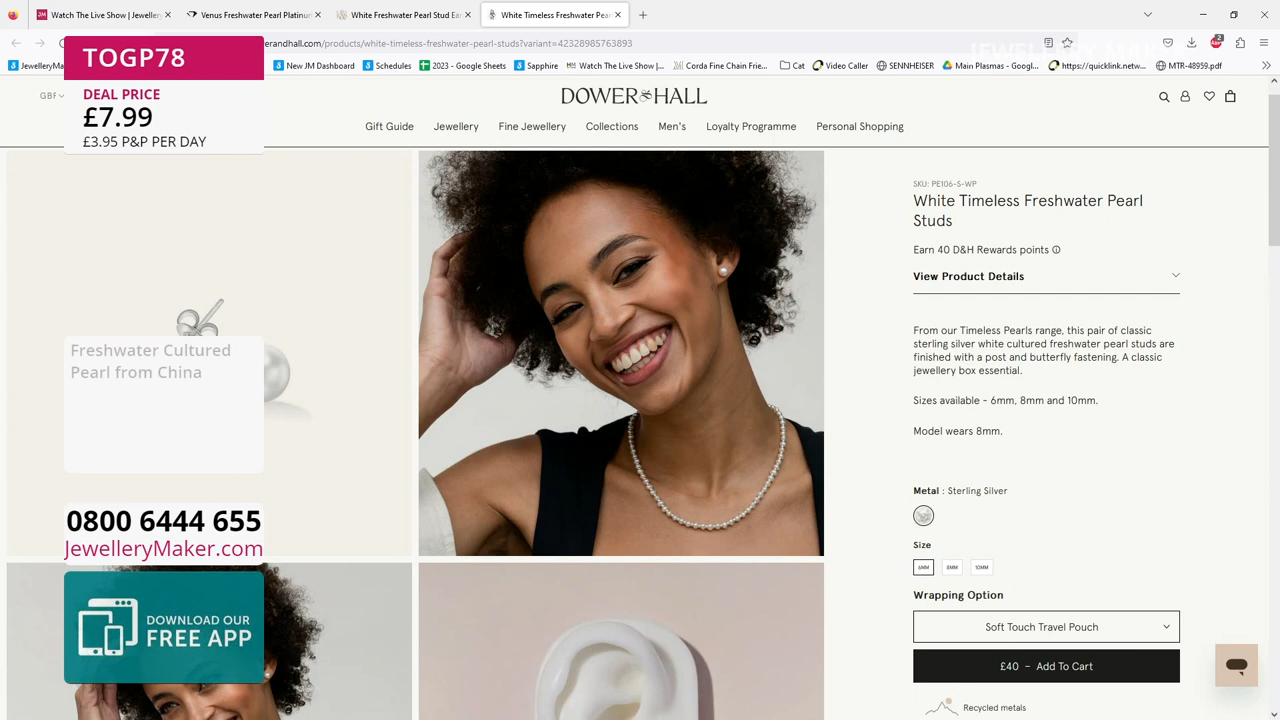 Watch The Live Show | Jewellery
Venus Freshwater Pearl Platinu
White Freshwater Pearl Stud Ea
White Timeless Freshwater Pear
erandhall.com/products/white-timeless-freshwater-pearl-studs?variant=42328985763893
JewelleryMa
New JM Dashboard
Schedules
2023 - Google Sheets
Sapphire
Watch The Live Show |...
Corda Fine Chain Frie...
Cat
Video Caller
SENNHEISER
Main Plasmas - Googl...
https://quicklink.netw...
MTR-48959.pdf
TOGP78
DEAL PRICE
£7.99
£3.95 P&P PER DAY
GBP
DOWER & HALL
Gift Guide
Jewellery
Fine Jewellery
Collections
Men's
Loyalty Programme
Personal Shopping
SKU: PE106-S-WP
White Timeless Freshwater Pearl
Studs
Earn 40 D&H Rewards points
View Product Details
From our Timeless Pearls range, this pair of classic
sterling silver white cultured freshwater pearl studs are
finished with a post and butterfly fastening. A classic
jewellery box essential.
Sizes available - 6mm, 8mm and 10mm.
Model wears 8mm.
Metal : Sterling Silver
Size
6MM
8MM
10MM
Wrapping Option
Soft Touch Travel Pouch
£40 – Add To Cart
Recycled metals
Freshwater Cultured
Pearl from China
0800 6444 655
JewelleryMaker.com
DOWNLOAD OUR
FREE APP